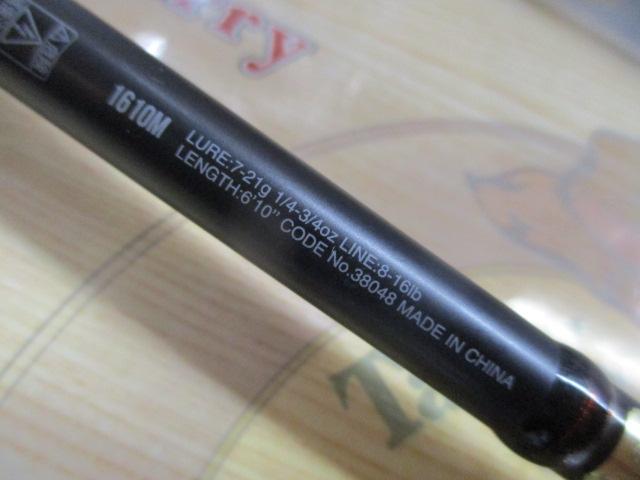 1610M
LURE:7-21g 1/4-3/4oz LINE:8-16lb
LENGTH:6'10" CODE No.38048 MADE IN CHINA